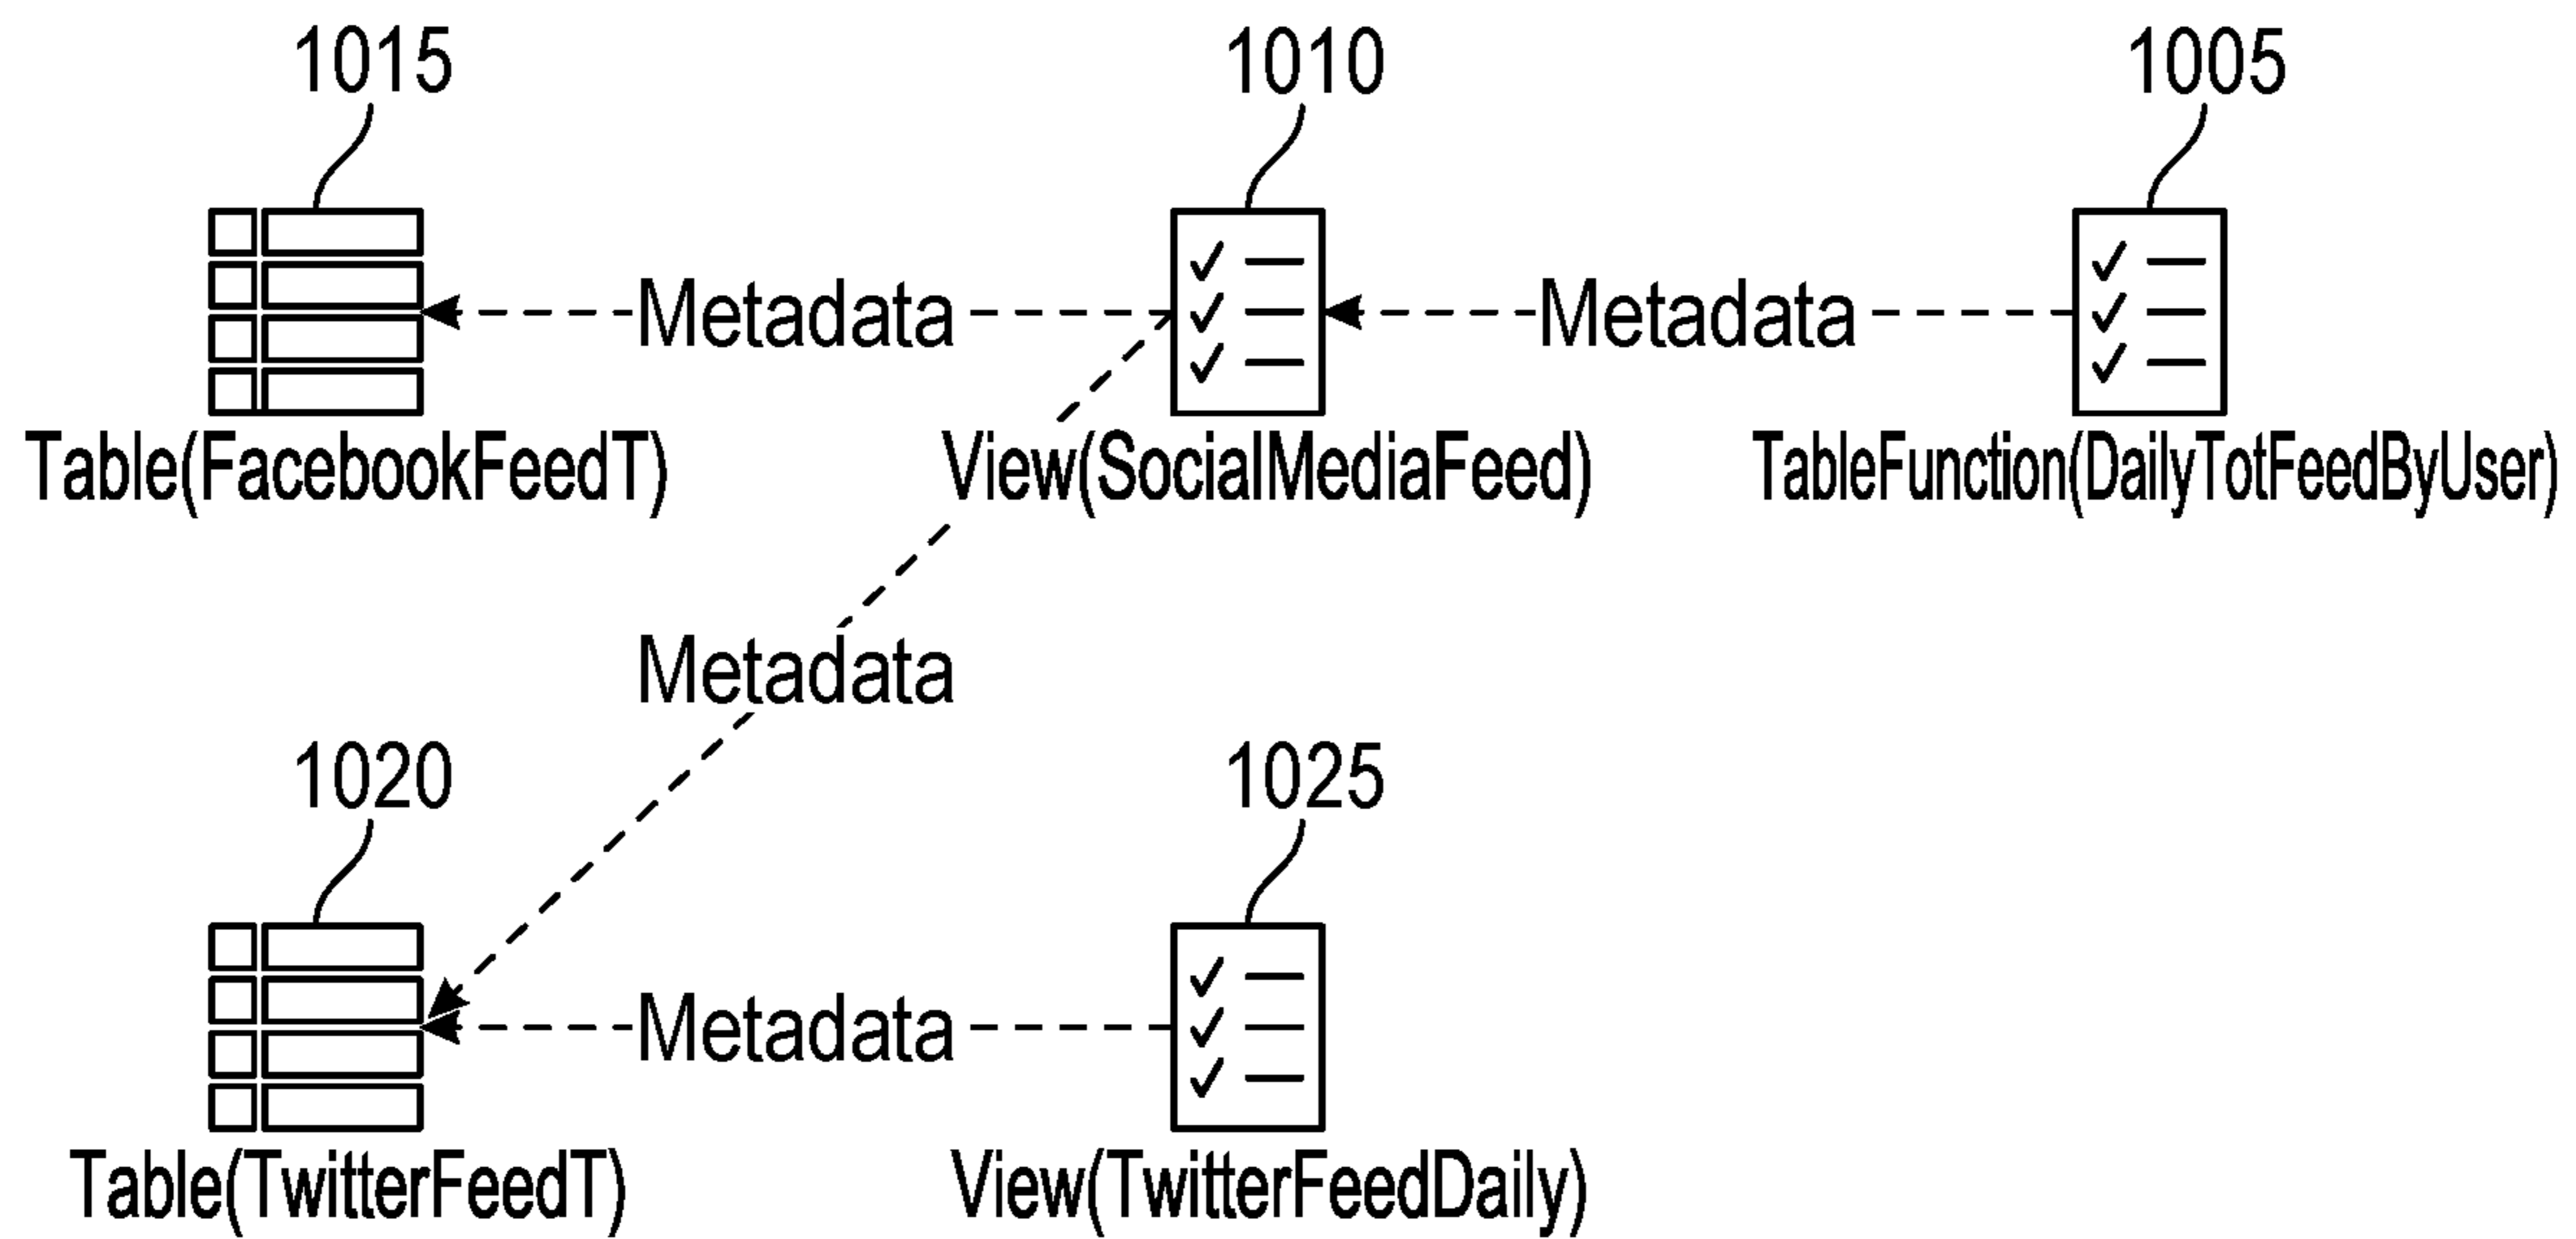 1015
1010
1005
Metadata
Metadata
Table(FacebookFeedT)
View(SocialMediaFeed)
TableFunction(DailyTotFeedByUser)
Metadata
1020
1025
Metadata
Table(TwitterFeedT)
View(TwitterFeedDaily)